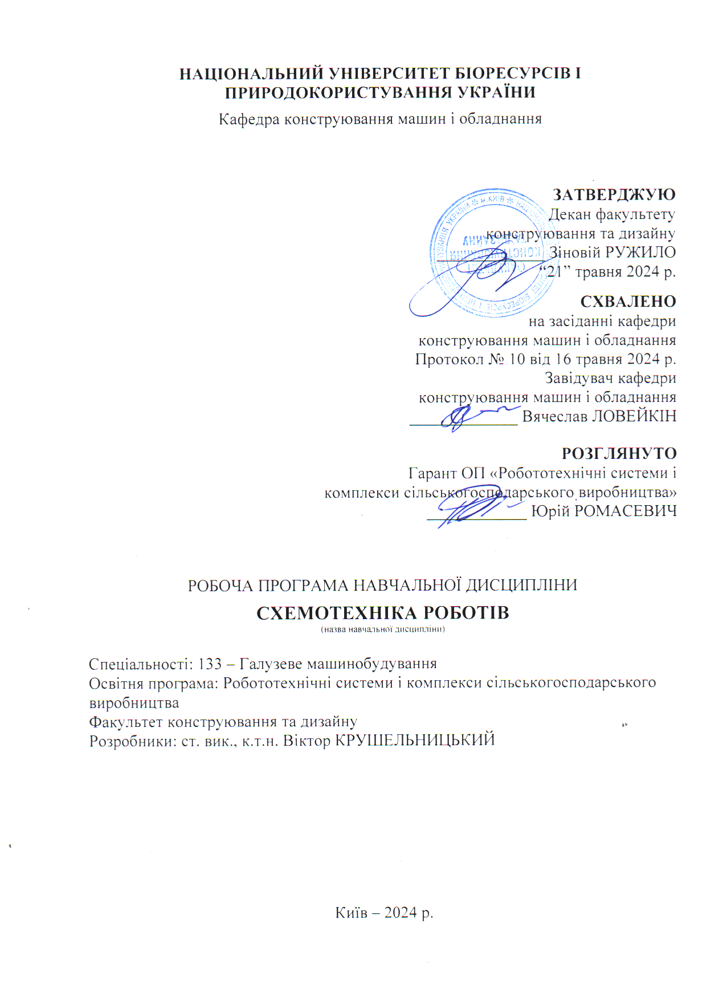 НАЦІОНАЛЬНИЙ УНІВЕРСИТЕТ БІОРЕСУРСІВ І
ПРИРОДОКОРИСТУВАННЯ УКРАЇНИ
Кафедра конструювання машин і обладнання
ЗАТВЕРДЖУЮ
Декан факультету
конструювання та дизайну
Зіновій РУЖИЛО
“21” травня 2024 р.
СХВАЛЕНО
на засіданні кафедри
конструювання машин і обладнання
Протокол № 10 від 16 травня 2024 р.
Завідувач кафедри
конструювання машин і обладнання
Вячеслав ЛОВЕЙКІН
РОЗГЛЯНУТО
Гарант ОП «Робототехнічні системи і
комплекси сільськогосподарського виробництва»
Юрій РОМАСЕВИЧ
РОБОЧА ПРОГРАМА НАВЧАЛЬНОЇ ДИСЦИПЛІНИ
СХЕМОТЕХНІКА РОБОТІВ
(назва навчальної дисципліни)
Спеціальності: 133 – Галузеве машинобудування
Освітня програма: Робототехнічні системи і комплекси сільськогосподарського
виробництва
Факультет конструювання та дизайну
Розробники: ст. вик., к.т.н. Віктор КРУШЕЛЬНИЦЬКИЙ
Київ – 2024 р.